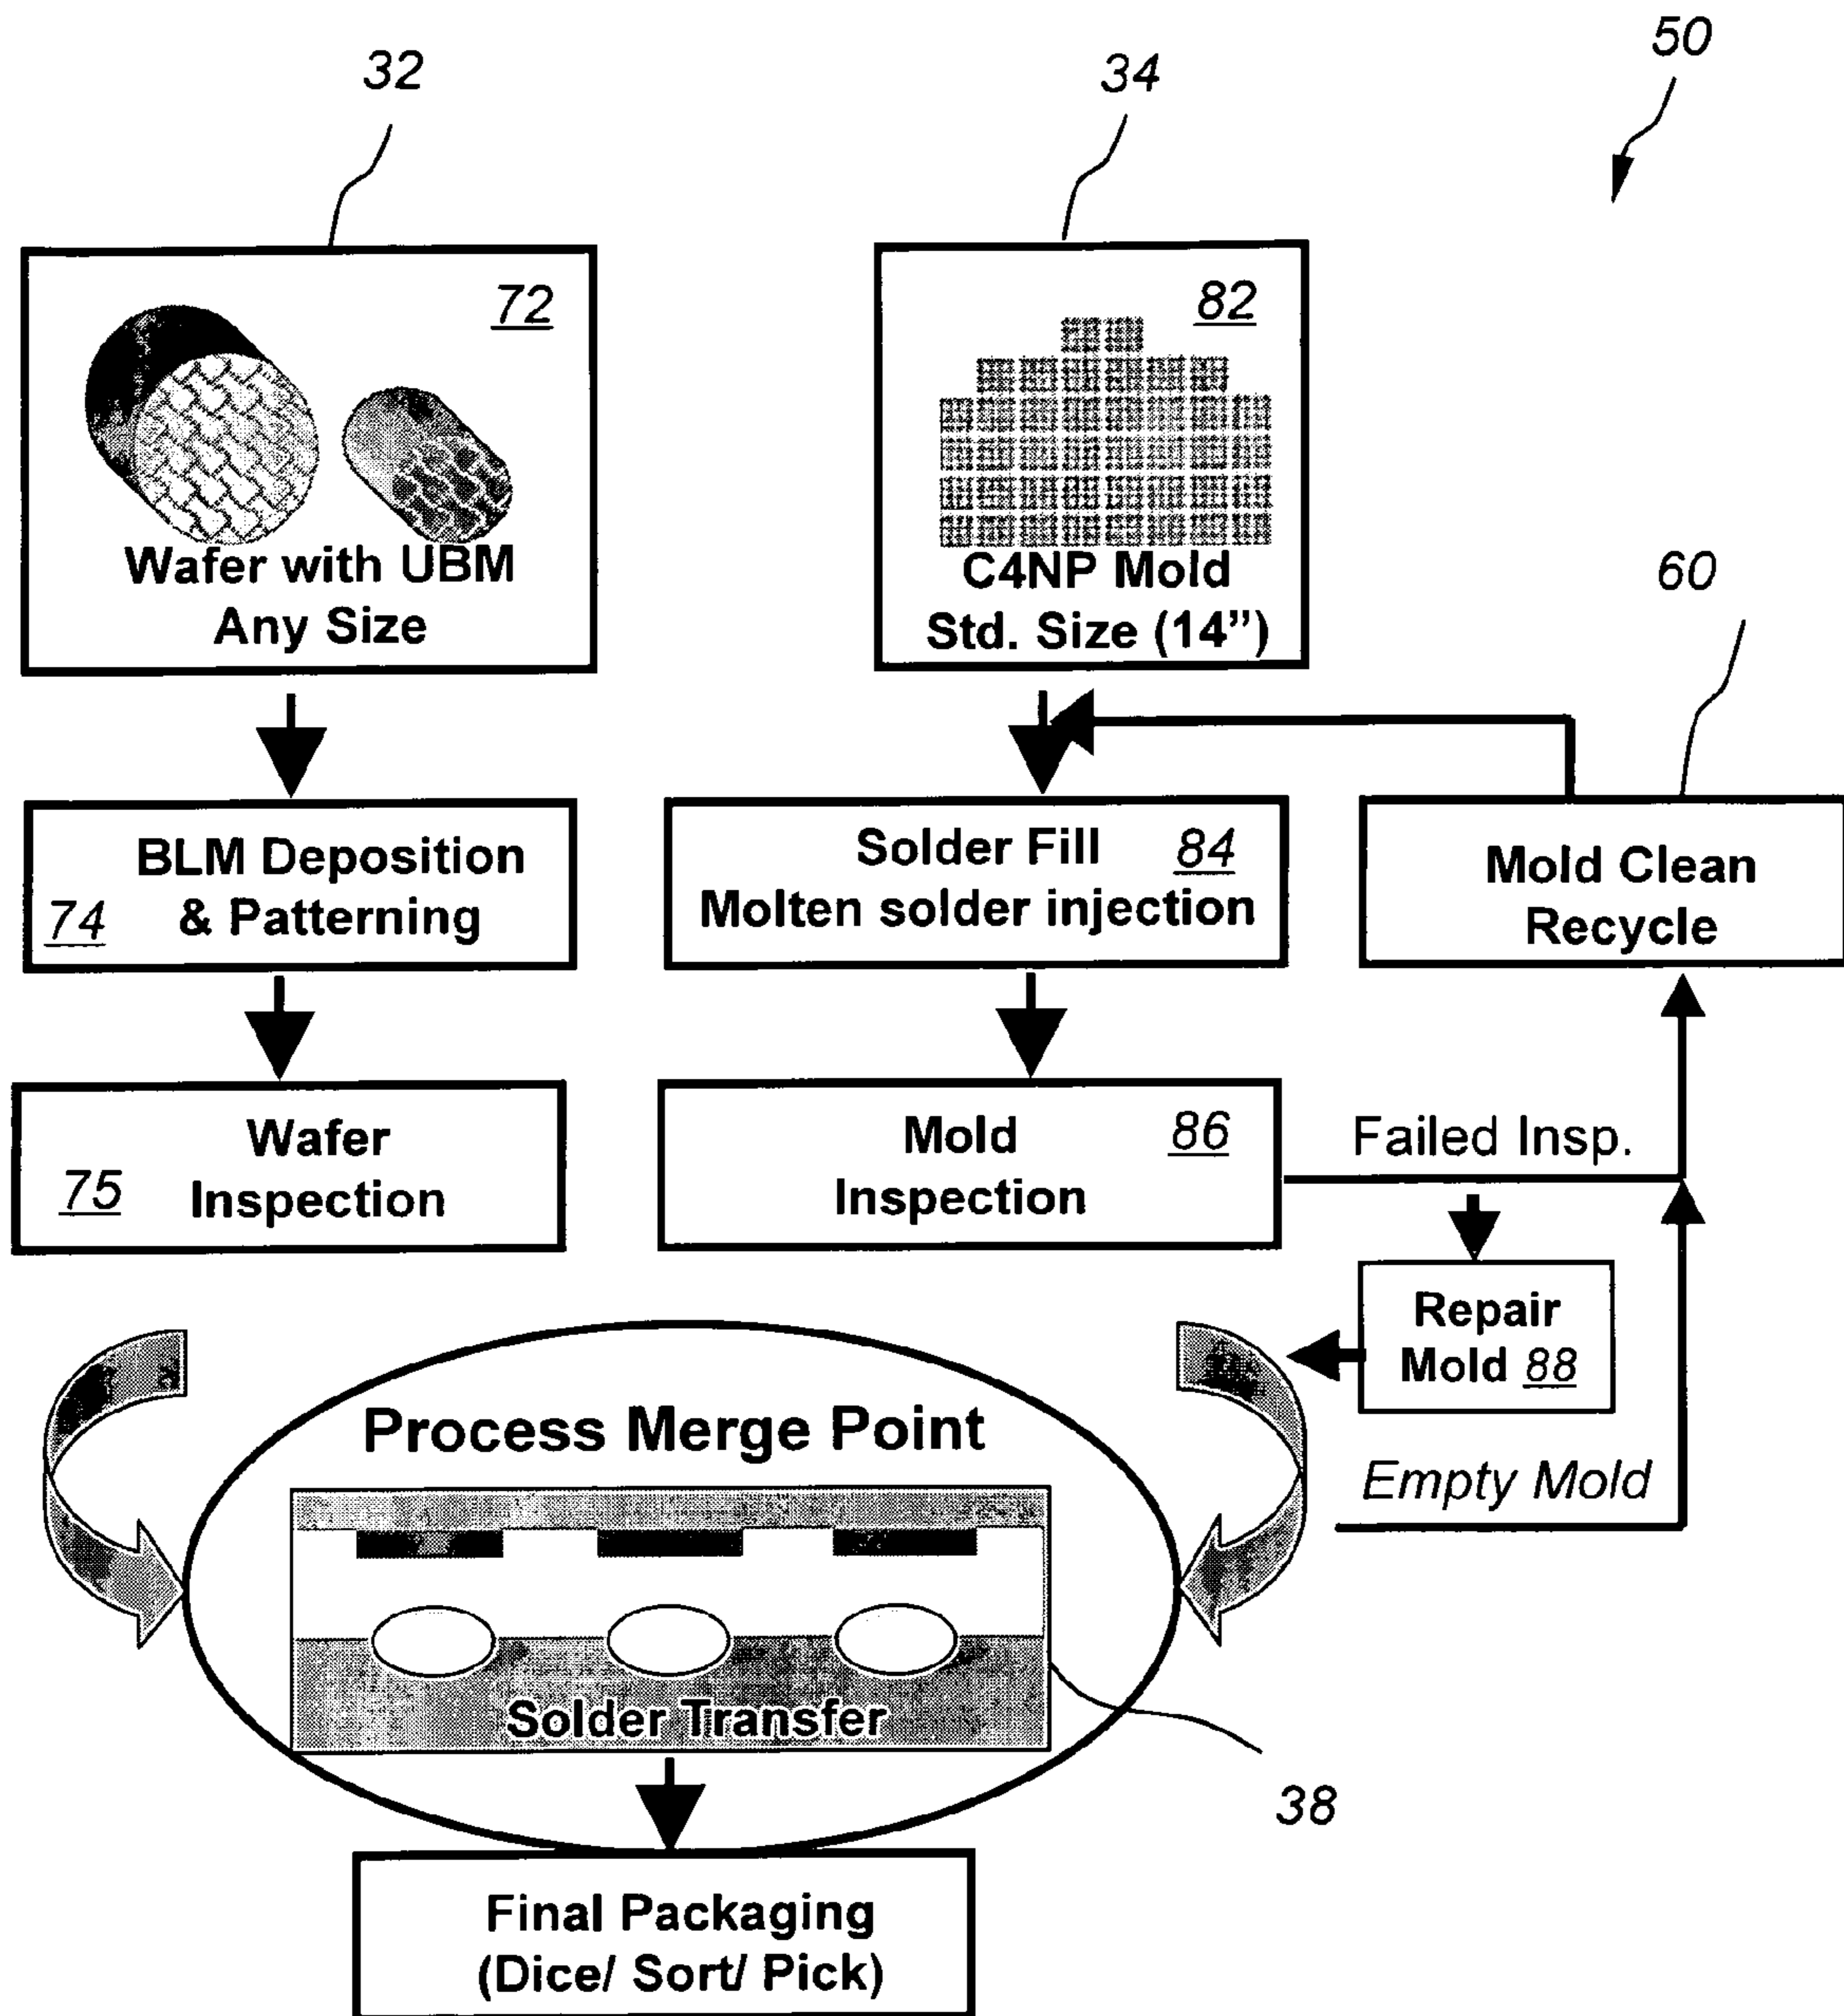 32
34
50
72
Wafer with UBM
Any Size
82
C4NP Mold
Std. Size (14”)
60
BLM Deposition
74 & Patterning
Solder Fill 84
Molten solder injection
Mold Clean
Recycle
Wafer
75 Inspection
Mold 86
Inspection
Failed Insp.
Repair
Mold 88
Empty Mold
Process Merge Point
Solder Transfer
38
Final Packaging
(Dice/ Sort/ Pick)